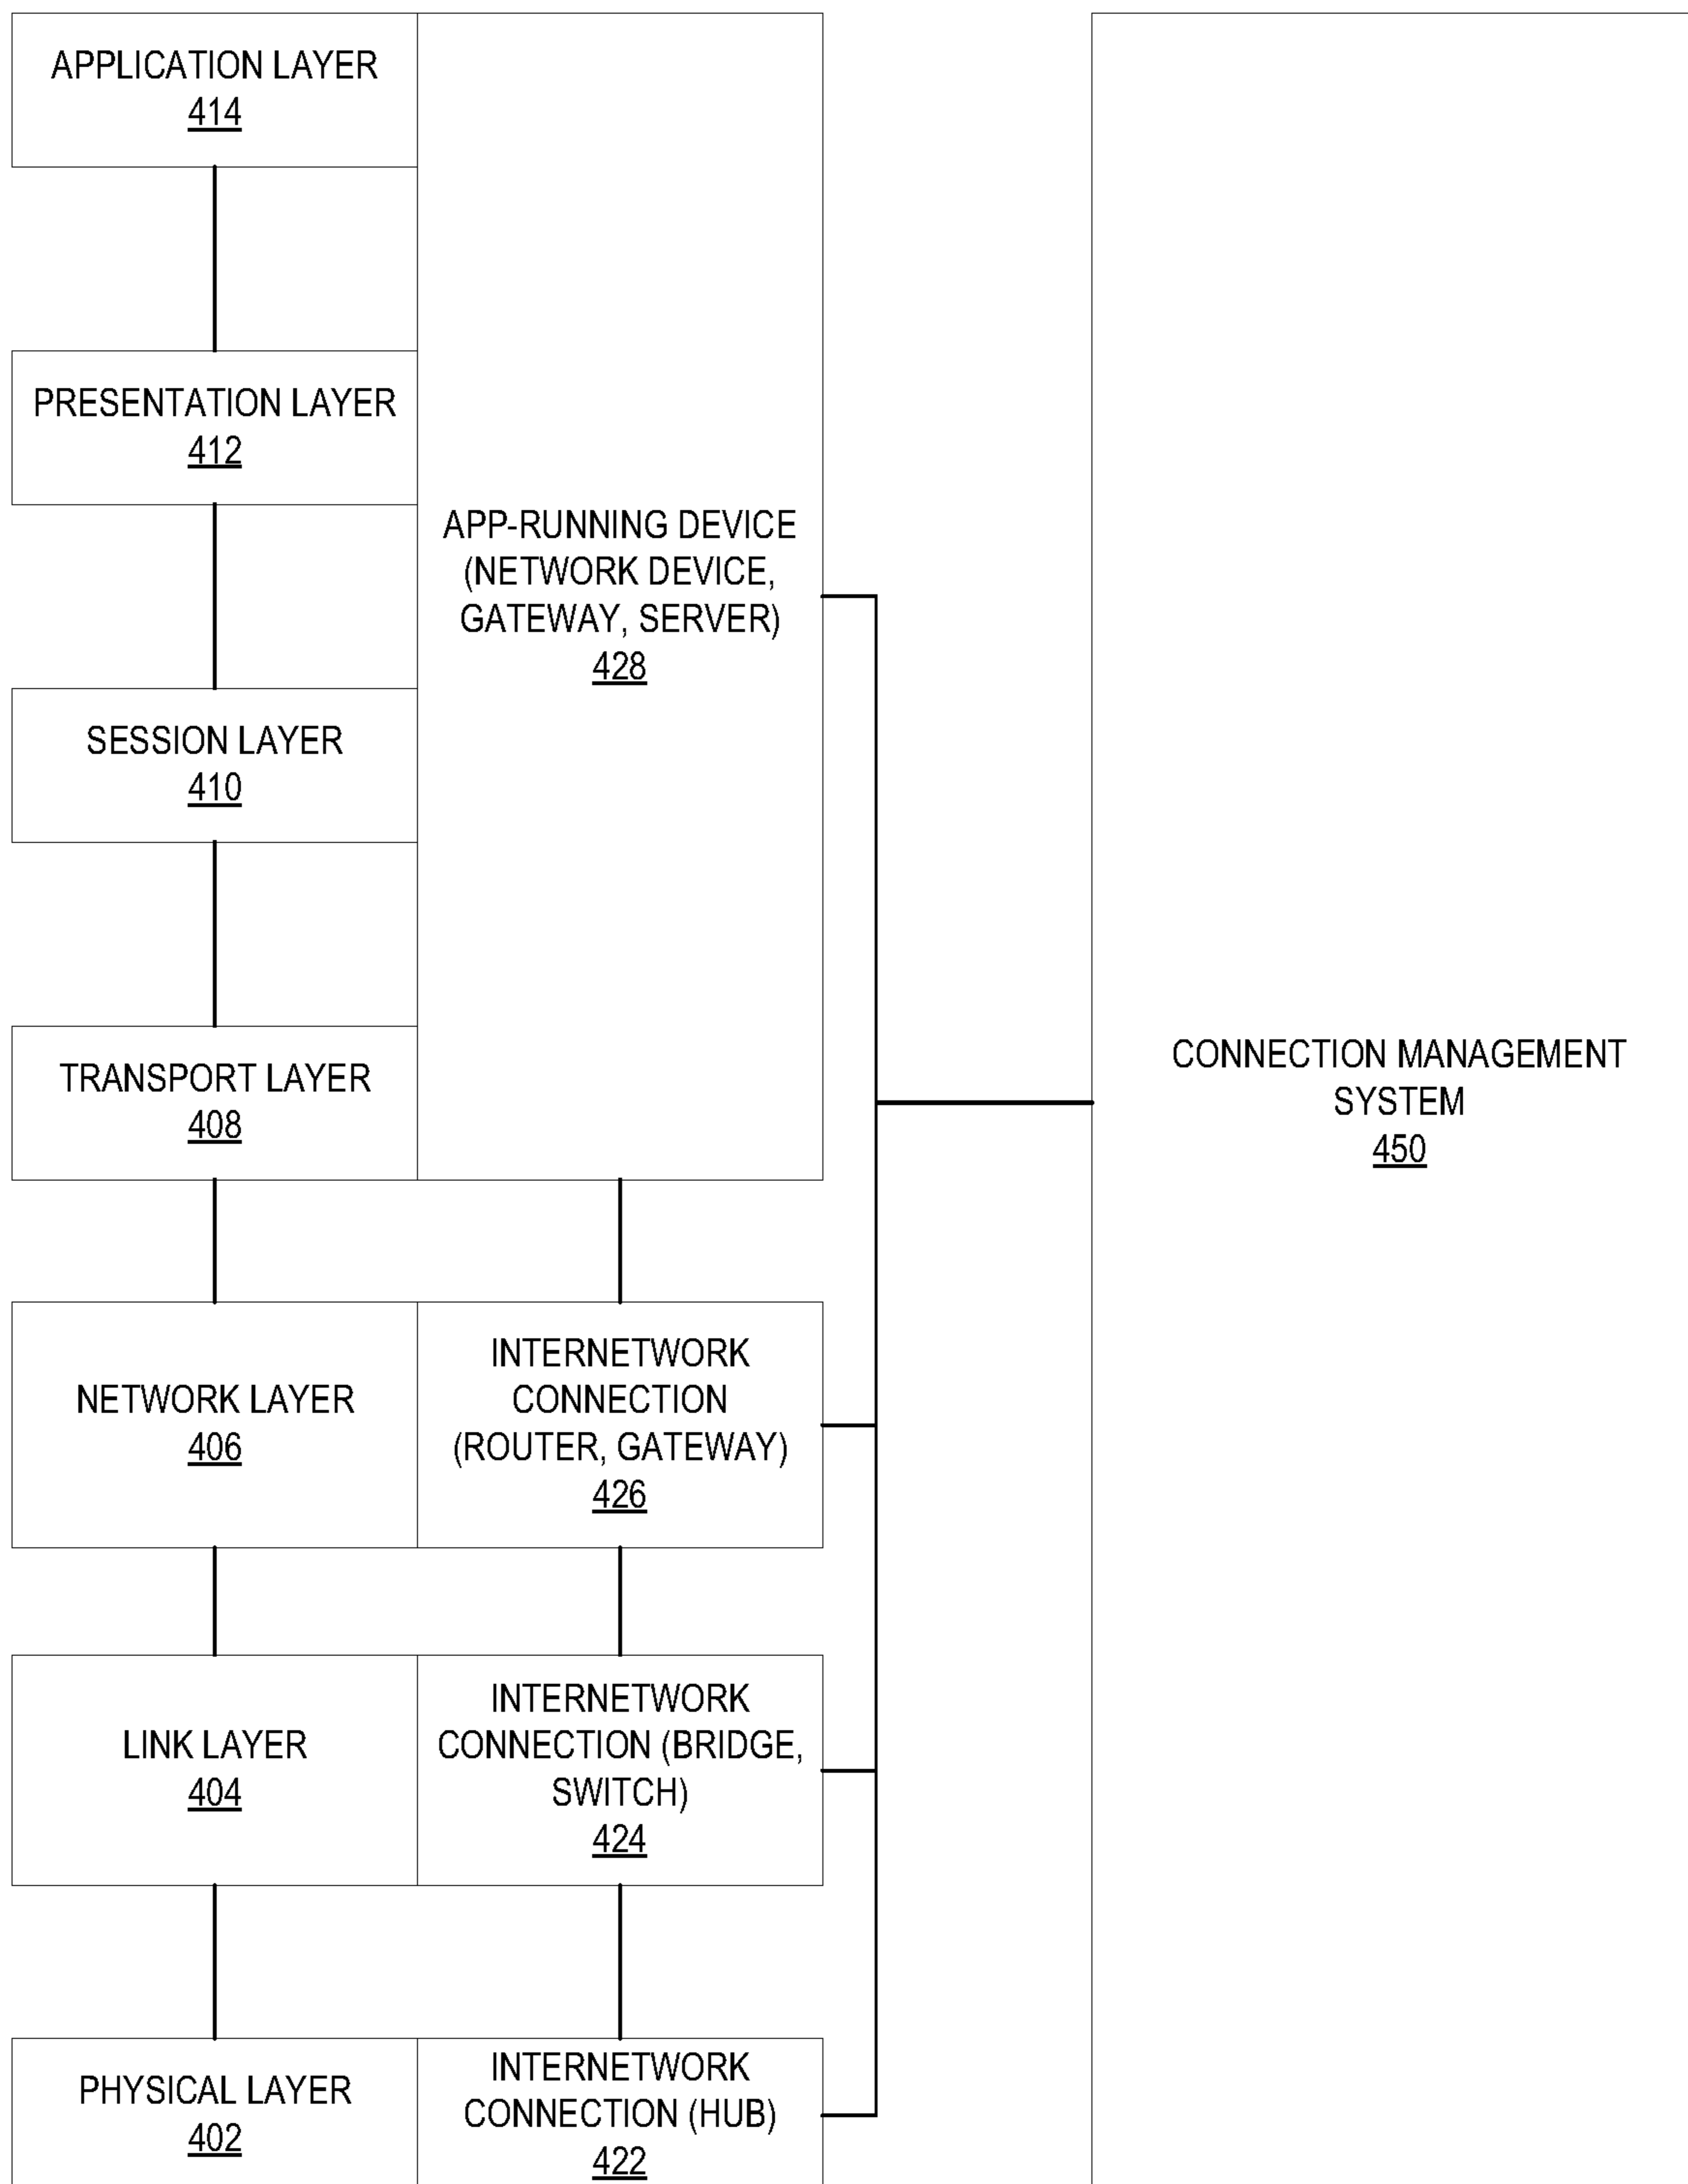 APPLICATION LAYER
414
PRESENTATION LAYER
412
APP-RUNNING DEVICE
(NETWORK DEVICE,
GATEWAY, SERVER)
428
SESSION LAYER
410
TRANSPORT LAYER
408
CONNECTION MANAGEMENT
SYSTEM
450
NETWORK LAYER
406
INTERNETWORK
CONNECTION
(ROUTER, GATEWAY)
426
LINK LAYER
404
INTERNETWORK
CONNECTION (BRIDGE,
SWITCH)
424
PHYSICAL LAYER
402
INTERNETWORK
CONNECTION (HUB)
422